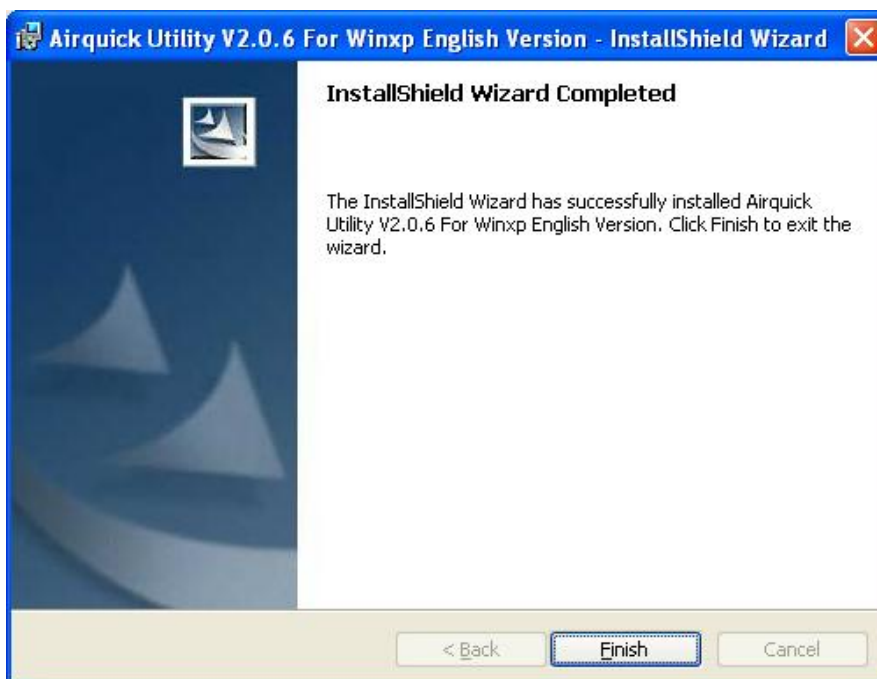 Airquick Utility V2.0.6 For Winxp English Version - InstallShield Wizard
InstallShield Wizard Completed
The InstallShield Wizard has successfully installed Airquick
Utility V2.0.6 For Winxp English Version. Click Finish to exit the
wizard.
< Back
Finish
Cancel